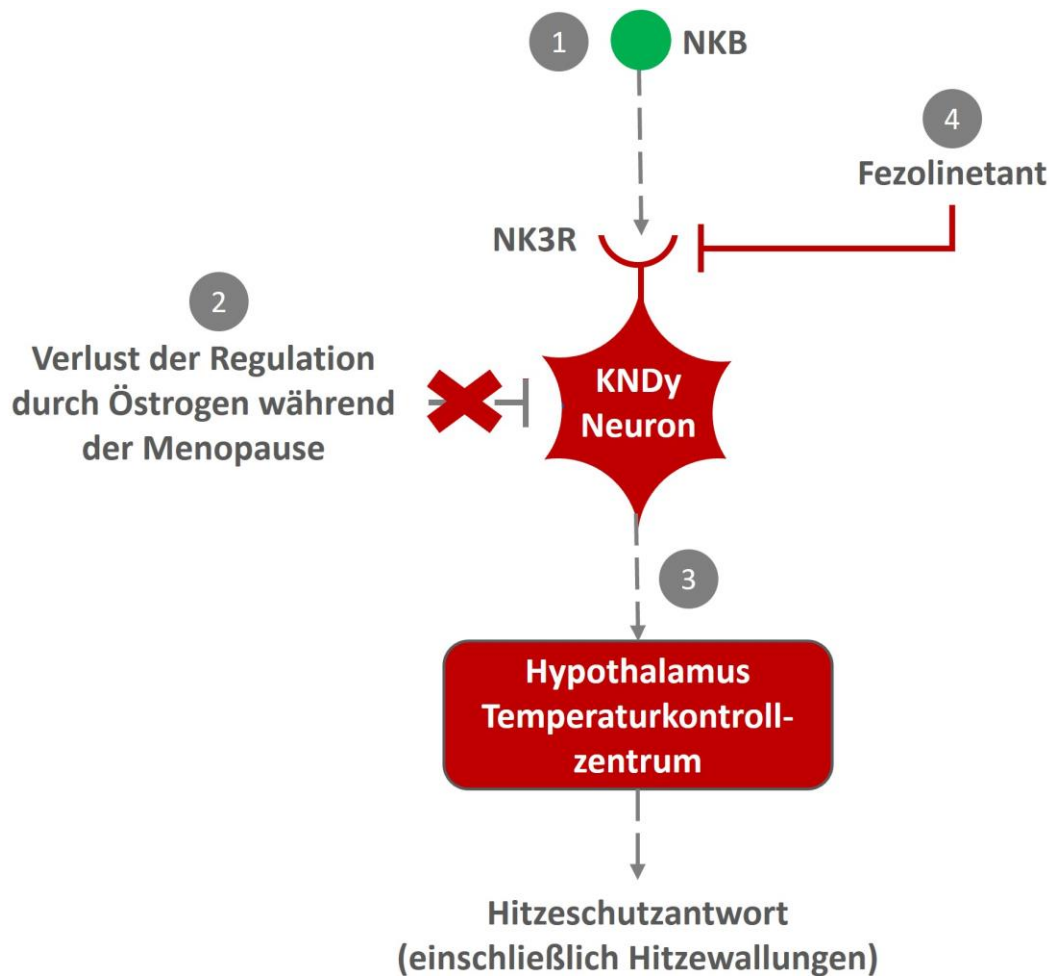 1
NKB
4
Fezolinetant
NK3R
2
Verlust der Regulation
durch Östrogen während
der Menopause
KNDy
Neuron
3
Hypothalamus
Temperaturkontroll-
zentrum
Hitzeschutzantwort
(einschließlich Hitzewallungen)